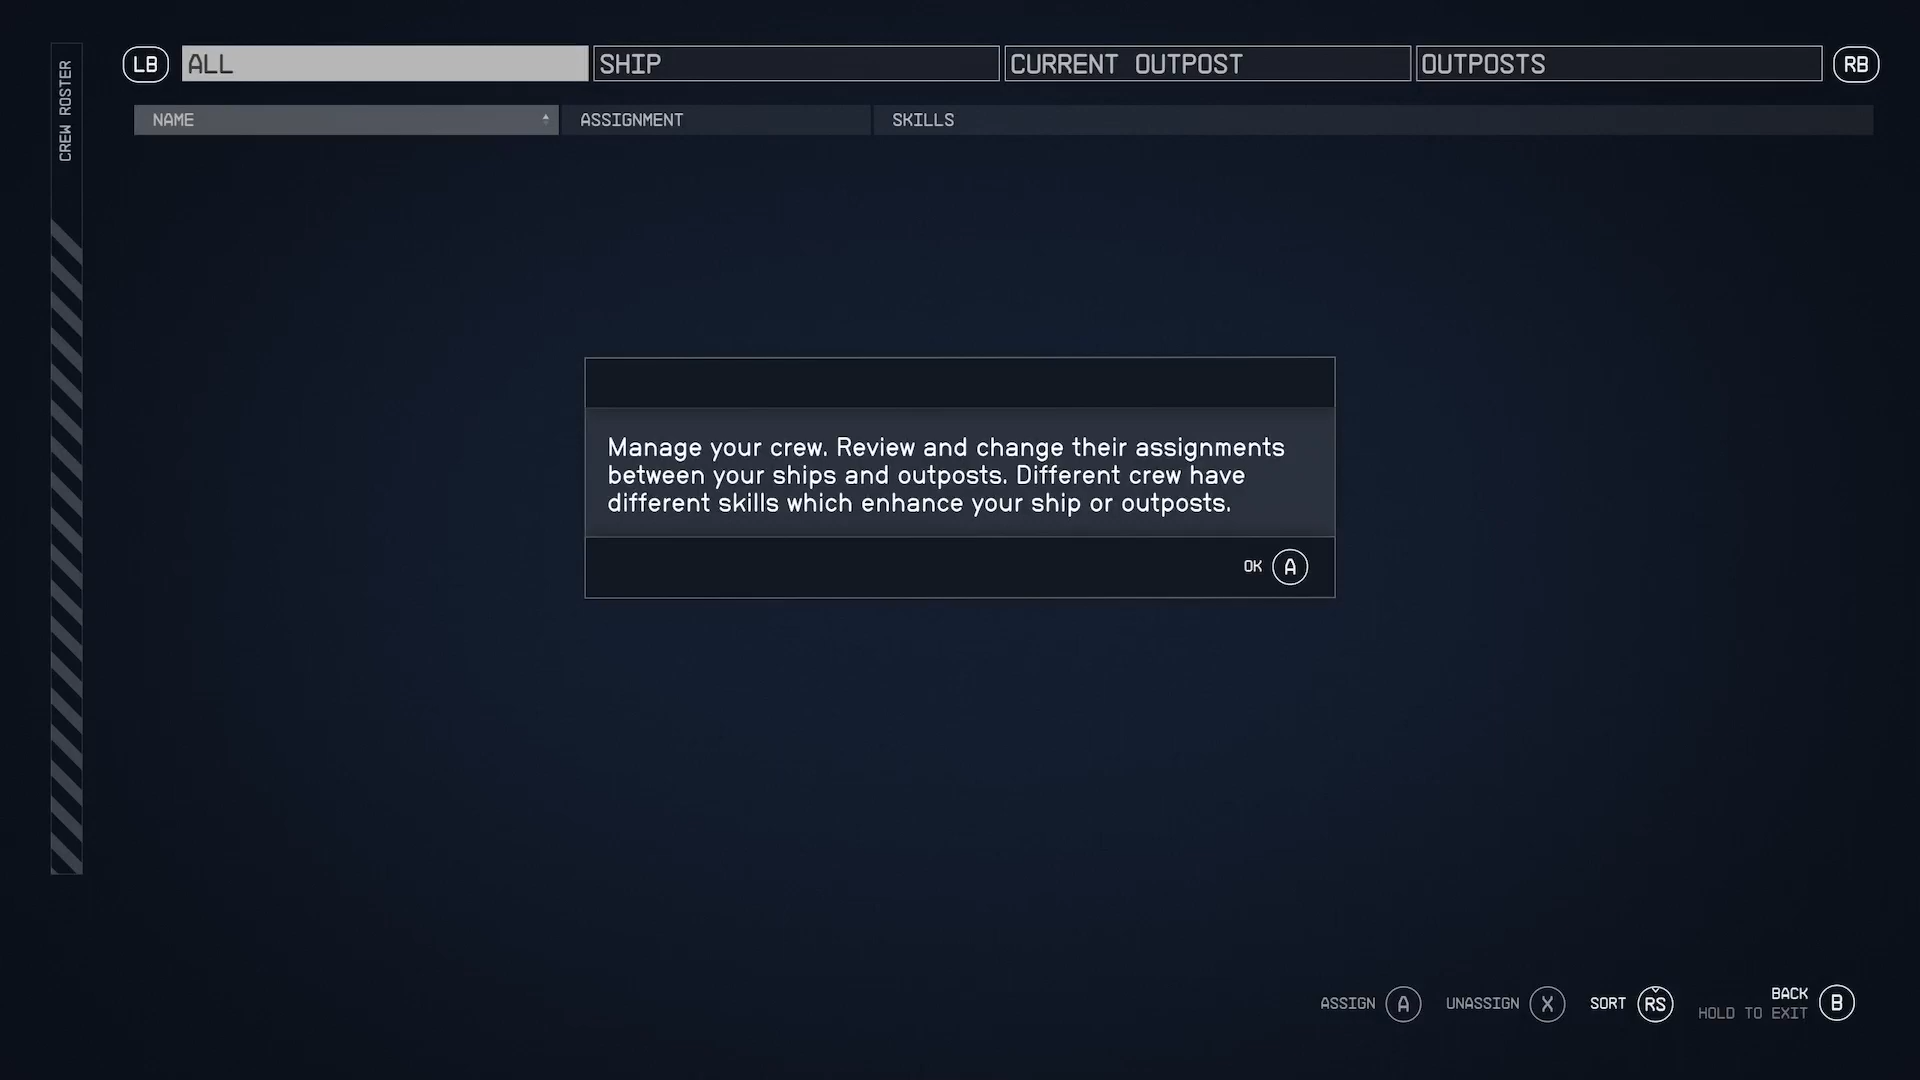 CREW ROSTER
LB ALL SHIP CURRENT OUTPOST OUTPOSTS RB
NAME ASSIGNMENT SKILLS
Manage your crew. Review and change their assignments
between your ships and outposts. Different crew have
different skills which enhance your ship or outposts.
OK A
ASSIGN A UNASSIGN X SORT RS BACK B
HOLD TO EXIT